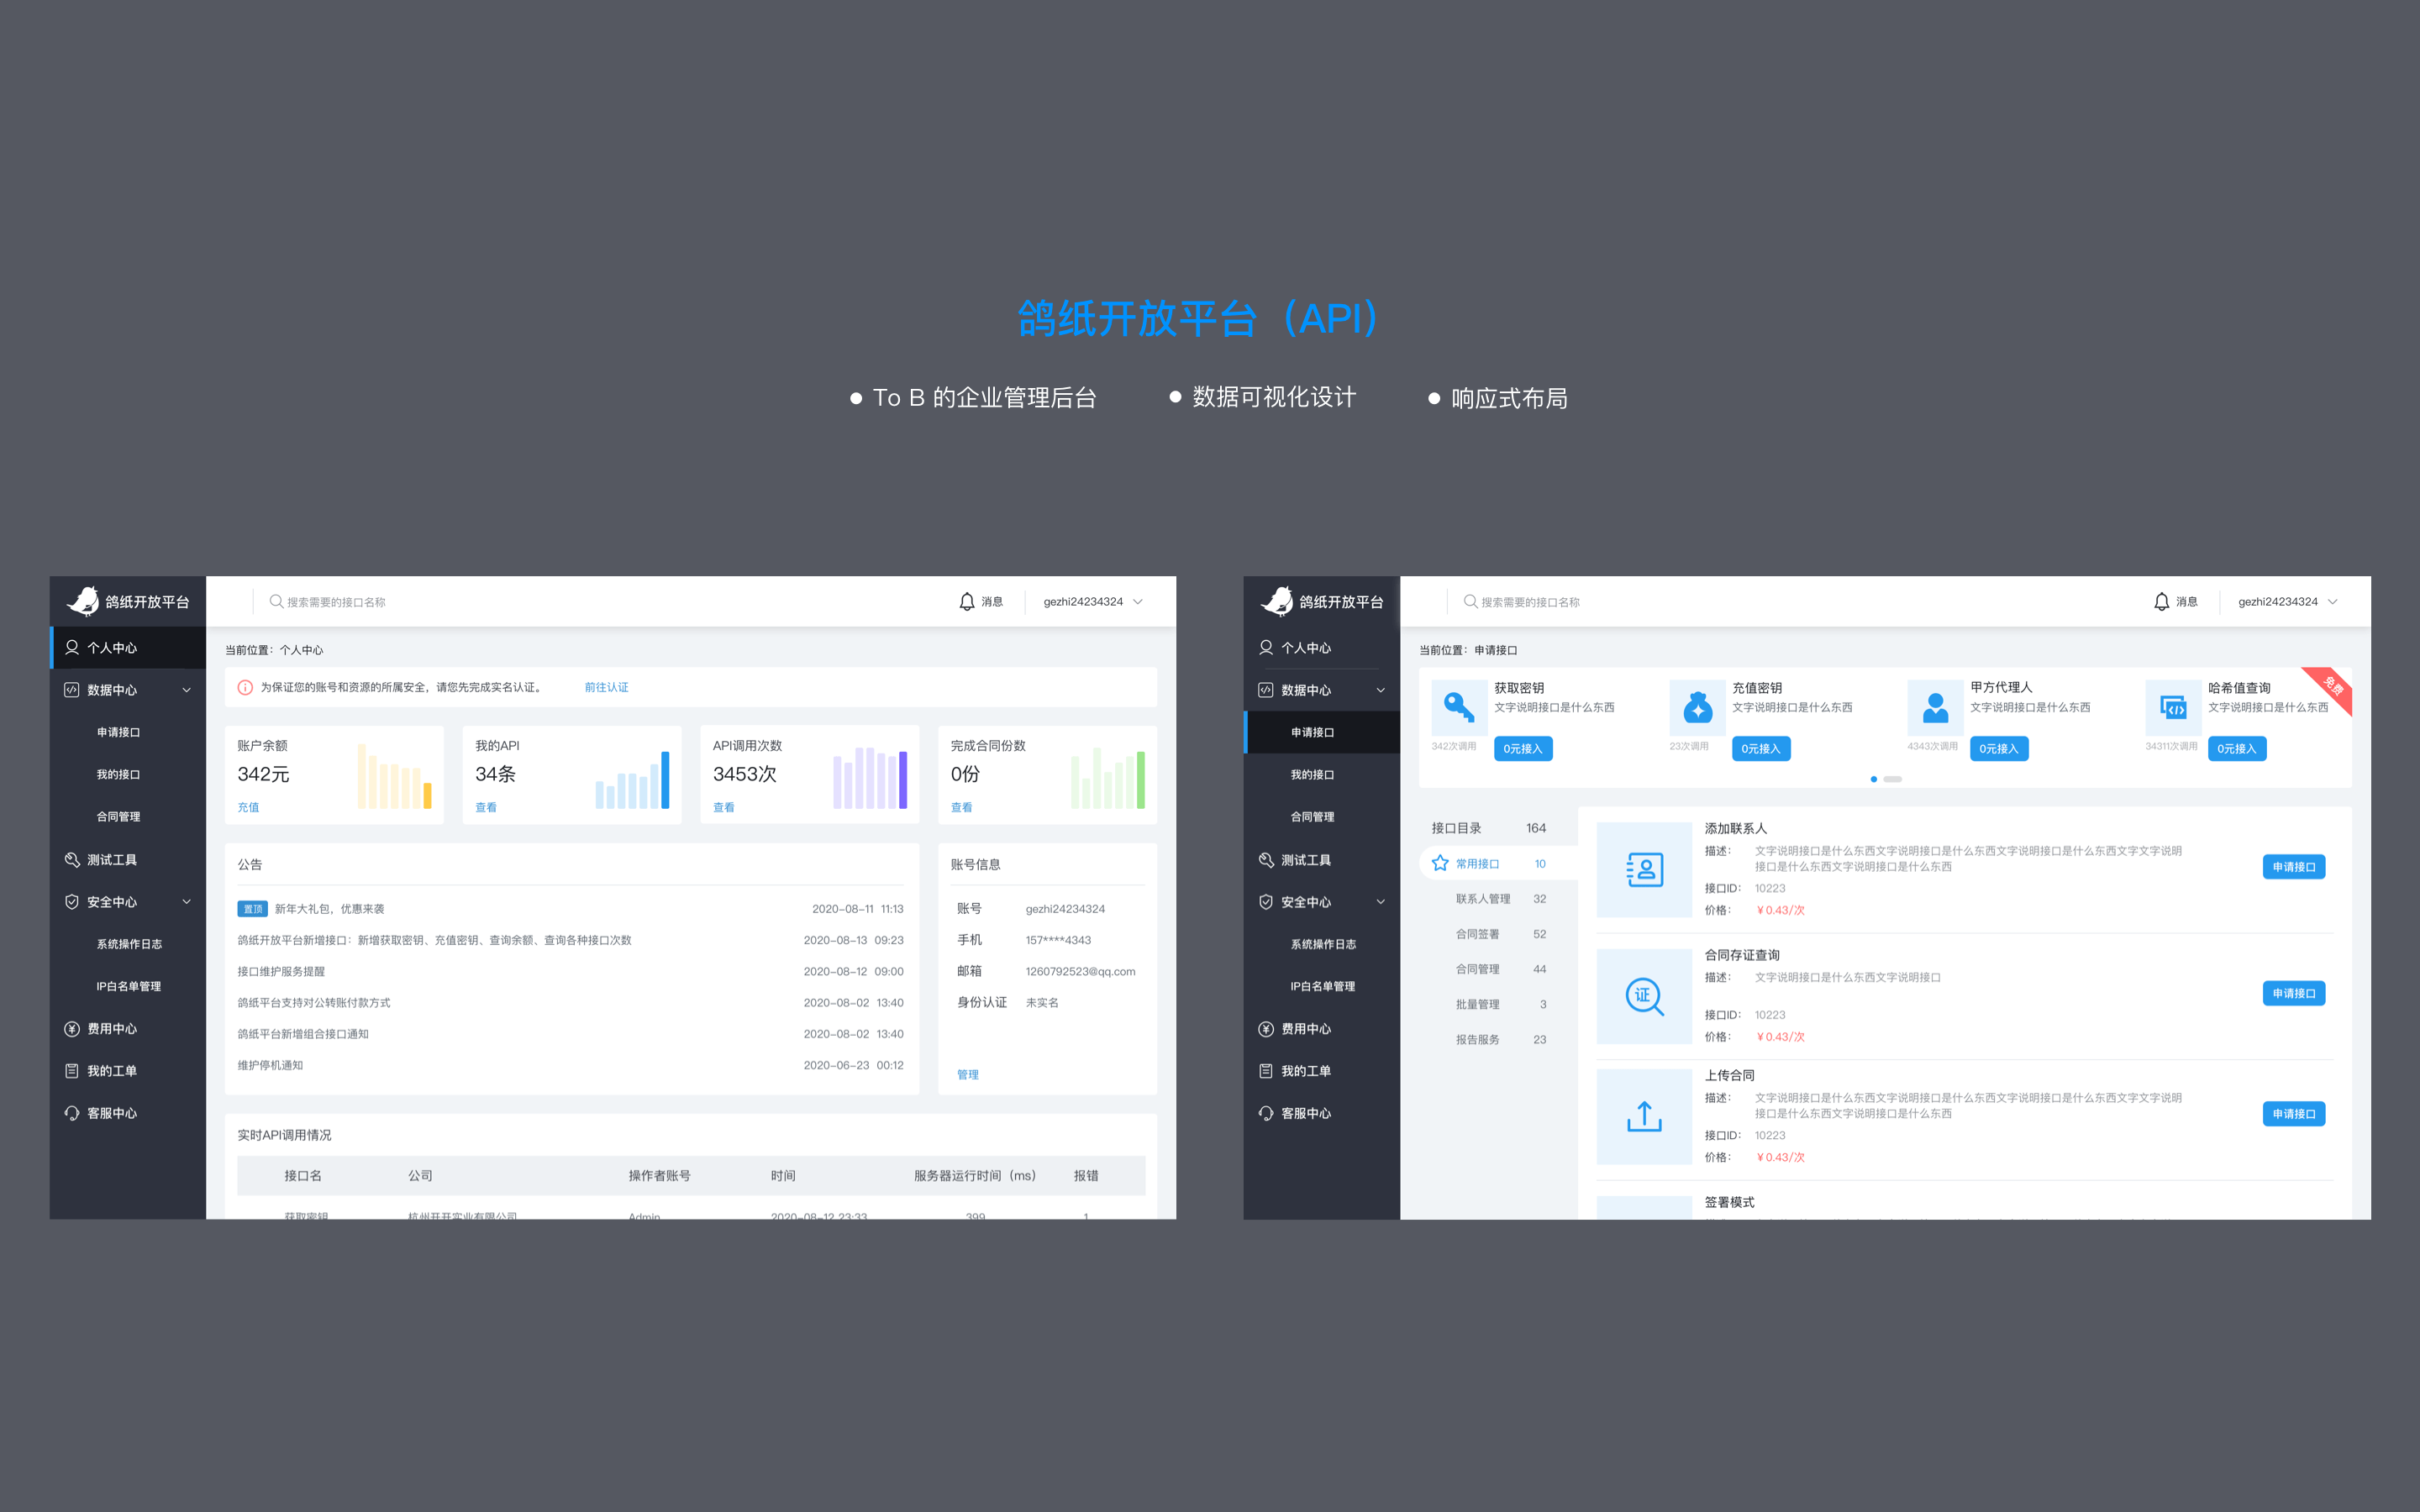 鸽纸开放平台（API）
To B 的企业管理后台
数据可视化设计
响应式布局
鸽纸开放平台
搜索需要的接口名称
消息
gezhi24234324
个人中心
数据中心
申请接口
我的接口
合同管理
测试工具
安全中心
系统操作日志
IP白名单管理
费用中心
我的工单
客服中心
当前位置：个人中心
为保证您的账号和资源的所属安全，请您先完成实名认证。 前往认证
账户余额
342元
充值
我的API
34条
查看
API调用次数
3453次
查看
完成合同份数
0份
查看
公告
置顶 新年大礼包，优惠来袭 2020-08-11 11:13
鸽纸开放平台新增接口：新增获取密钥、充值密钥、查询余额、查询各种接口次数 2020-08-13 09:23
接口维护服务提醒 2020-08-12 09:00
鸽纸平台支持对公转账付款方式 2020-08-02 13:40
鸽纸平台新增组合接口通知 2020-08-02 13:40
维护停机通知 2020-06-23 00:12
账号信息
账号 gezhi24234324
手机 157****4343
邮箱 1260792523@qq.com
身份认证 未实名
管理
实时API调用情况
接口名 公司 操作者账号 时间 服务器运行时间（ms） 报错
获取密钥 杭州开开实业有限公司 Admin 2020-08-12 23:33 399 1
鸽纸开放平台
搜索需要的接口名称
消息
gezhi24234324
个人中心
数据中心
申请接口
我的接口
合同管理
测试工具
安全中心
系统操作日志
IP白名单管理
费用中心
我的工单
客服中心
当前位置：申请接口
获取密钥
文字说明接口是什么东西
342次调用
0元接入
充值密钥
文字说明接口是什么东西
23次调用
0元接入
甲方代理人
文字说明接口是什么东西
4343次调用
0元接入
哈希值查询
文字说明接口是什么东西
34311次调用
0元接入
免费
接口目录 164
常用接口 10
联系人管理 32
合同签署 52
合同管理 44
批量管理 3
报告服务 23
添加联系人
描述： 文字说明接口是什么东西文字说明接口是什么东西文字说明接口是什么东西文字文字说明
接口是什么东西文字说明接口是什么东西
接口ID： 10223
价格： ￥0.43/次
申请接口
证
合同存证查询
描述： 文字说明接口是什么东西文字说明接口
接口ID： 10223
价格： ￥0.43/次
申请接口
上传合同
描述： 文字说明接口是什么东西文字说明接口是什么东西文字说明接口是什么东西文字文字说明
接口是什么东西文字说明接口是什么东西
接口ID： 10223
价格： ￥0.43/次
申请接口
签署模式